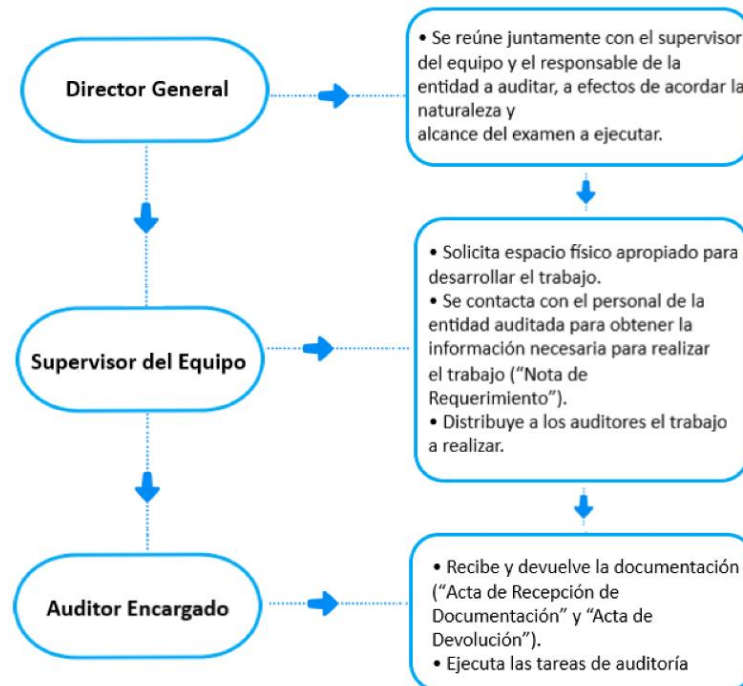 Director General
• Se reúne juntamente con el supervisor
del equipo y el responsable de la
entidad a auditar, a efectos de acordar la
naturaleza y
alcance del examen a ejecutar.
Supervisor del Equipo
• Solicita espacio físico apropiado para
desarrollar el trabajo.
• Se contacta con el personal de la
entidad auditada para obtener la
información necesaria para realizar
el trabajo (“Nota de
Requerimiento”).
• Distribuye a los auditores el trabajo
a realizar.
Auditor Encargado
• Recibe y devuelve la documentación
(“Acta de Recepción de
Documentación” y “Acta de
Devolución”).
• Ejecuta las tareas de auditoría